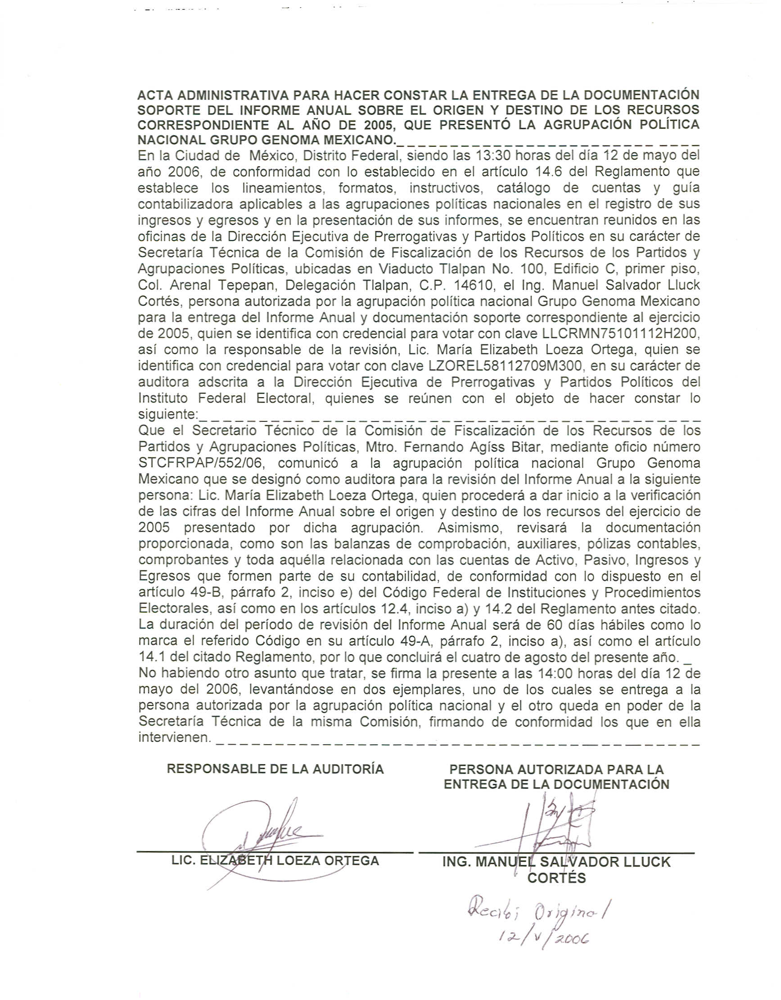 ACTA ADMINISTRATIVA PARA HACER CONSTAR LA ENTREGA DE LA DOCUMENTACIÓN
SOPORTE DEL INFORME ANUAL SOBRE EL ORIGEN Y DESTINO DE LOS RECURSOS
CORRESPONDIENTE AL AÑO DE 2005, QUE PRESENTÓ LA AGRUPACIÓN POLÍTICA
NACIONAL GRUPO GENOMA MEXICANO._ _ _ _ _ _ _ _ _ _ _ _ _ _ _ _ _ _ _ _ _ _ _ _ _ _ _ _
En la Ciudad de México, Distrito Federal, siendo las 13:30 horas del día 12 de mayo del
año 2006, de conformidad con lo establecido en el artículo 14.6 del Reglamento que
establece los lineamientos, formatos, instructivos, catálogo de cuentas y guía
contabilizadora aplicables a las agrupaciones políticas nacionales en el registro de sus
ingresos y egresos y en la presentación de sus informes, se encuentran reunidos en las
oficinas de la Dirección Ejecutiva de Prerrogativas y Partidos Políticos en su carácter de
Secretaría Técnica de la Comisión de Fiscalización de los Recursos de los Partidos y
Agrupaciones Políticas, ubicadas en Viaducto Tlalpan No. 100, Edificio C, primer piso,
Col. Arenal Tepepan, Delegación Tlalpan, C.P. 14610, el Ing. Manuel Salvador Lluck
Cortés, persona autorizada por la agrupación política nacional Grupo Genoma Mexicano
para la entrega del Informe Anual y documentación soporte correspondiente al ejercicio
de 2005, quien se identifica con credencial para votar con clave LLCRMN75101112H200,
así como la responsable de la revisión, Lic. María Elizabeth Loeza Ortega, quien se
identifica con credencial para votar con clave LZOREL58112709M300, en su carácter de
auditora adscrita a la Dirección Ejecutiva de Prerrogativas y Partidos Políticos del
Instituto Federal Electoral, quienes se reúnen con el objeto de hacer constar lo
siguiente:_ _ _ _ _ _ _ _ _ _ _ _ _ _ _ _ _ _ _ _ _ _ _ _ _ _ _ _ _ _ _ _ _ _ _ _ _ _ _ _ _
Que el Secretario Técnico de la Comisión de Fiscalización de los Recursos de los
Partidos y Agrupaciones Políticas, Mtro. Fernando Agíss Bitar, mediante oficio número
STCFRPAP/552/06, comunicó a la agrupación política nacional Grupo Genoma
Mexicano que se designó como auditora para la revisión del Informe Anual a la siguiente
persona: Lic. María Elizabeth Loeza Ortega, quien procederá a dar inicio a la verificación
de las cifras del Informe Anual sobre el origen y destino de los recursos del ejercicio de
2005 presentado por dicha agrupación. Asimismo, revisará la documentación
proporcionada, como son las balanzas de comprobación, auxiliares, pólizas contables,
comprobantes y toda aquélla relacionada con las cuentas de Activo, Pasivo, Ingresos y
Egresos que formen parte de su contabilidad, de conformidad con lo dispuesto en el
artículo 49-B, párrafo 2, inciso e) del Código Federal de Instituciones y Procedimientos
Electorales, así como en los artículos 12.4, inciso a) y 14.2 del Reglamento antes citado.
La duración del período de revisión del Informe Anual será de 60 días hábiles como lo
marca el referido Código en su artículo 49-A, párrafo 2, inciso a), así como el artículo
14.1 del citado Reglamento, por lo que concluirá el cuatro de agosto del presente año. _
No habiendo otro asunto que tratar, se firma la presente a las 14:00 horas del día 12 de
mayo del 2006, levantándose en dos ejemplares, uno de los cuales se entrega a la
persona autorizada por la agrupación política nacional y el otro queda en poder de la
Secretaría Técnica de la misma Comisión, firmando de conformidad los que en ella
intervienen. _ _ _ _ _ _ _ _ _ _ _ _ _ _ _ _ _ _ _ _ _ _ _ _ _ _ _ _ _ _ _ _ _ _ _ _ _ _ _ _
RESPONSABLE DE LA AUDITORÍA
PERSONA AUTORIZADA PARA LA
ENTREGA DE LA DOCUMENTACIÓN
LIC. ELIZABETH LOEZA ORTEGA
ING. MANUEL SALVADOR LLUCK
CORTÉS
Recibi Original
12/V/2006